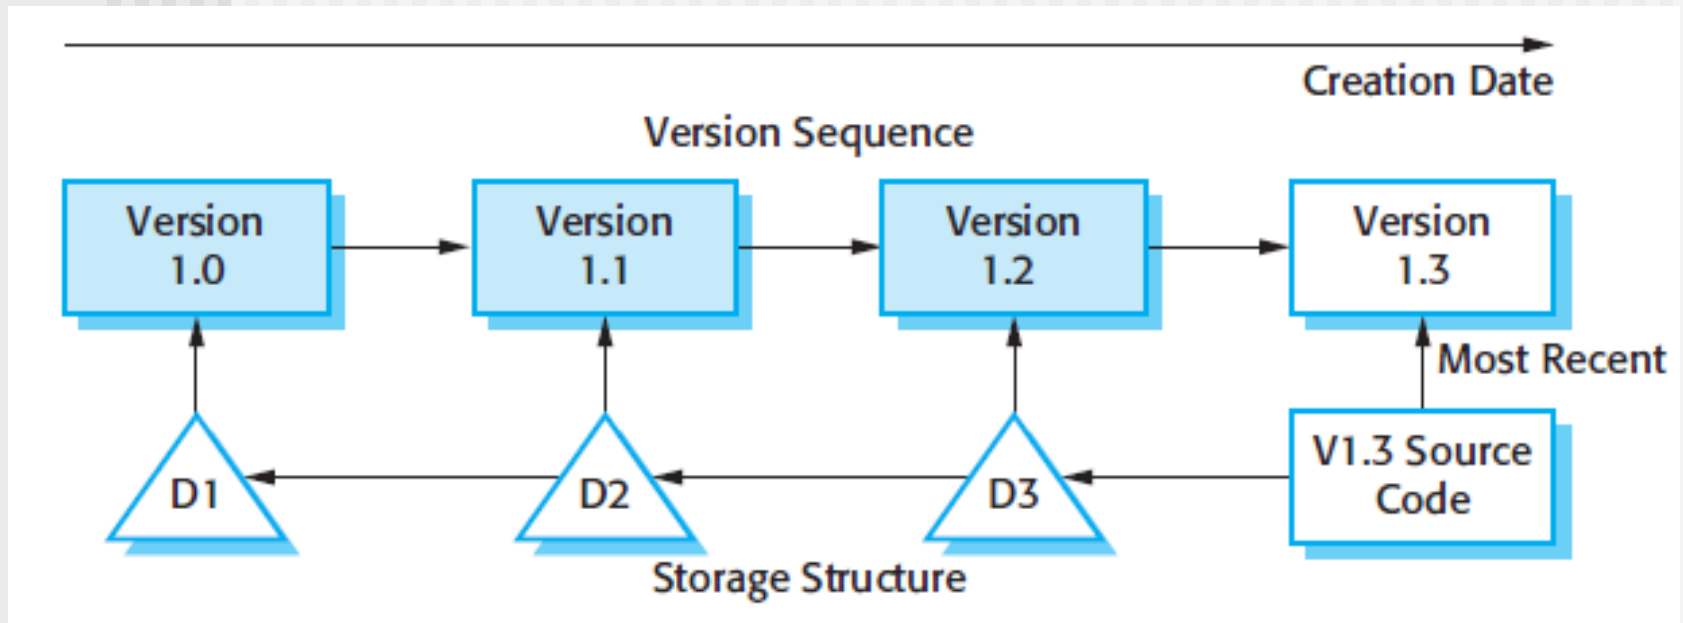 Creation Date
Version Sequence
Version
1.0
Version
1.1
Version
1.2
Version
1.3
Most Recent
D1
D2
D3
V1.3 Source
Code
Storage Structure